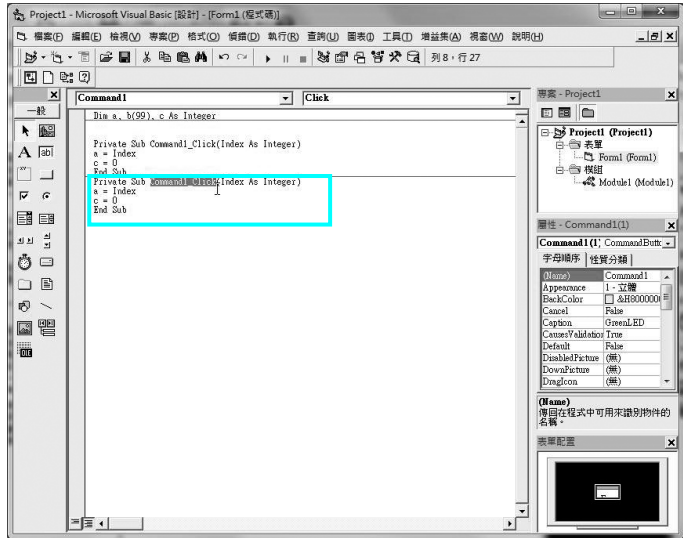 Project1 - Microsoft Visual Basic [設計] - [Form1 (程式碼)]
檔案(F) 編輯(E) 檢視(V) 專案(P) 格式(O) 偵錯(D) 執行(R) 查詢(U) 圖表(I) 工具(T) 增益集(A) 視窗(W) 說明(H)
列 8,行 27
一般
Command1
Click
Dim a, b(99), c As Integer
Private Sub Command1_Click(Index As Integer)
a = Index
c = 0
End Sub
Private Sub Command1_Click(Index As Integer)
a = Index
c = 0
End Sub
專案 - Project1
Project1 (Project1)
表單
Form1 (Form1)
模組
Module1 (Module1)
屬性 - Command1(1)
Command1(1) CommandButt
字母順序 性質分類
(Name) Command1
Appearance 1 - 立體
BackColor &H800000
Cancel False
Caption GreenLED
CausesValidation True
Default False
DisabledPicture (無)
DownPicture (無)
DragIcon (無)
(Name)
傳回在程式中可用來識別物件的
名稱。
表單配置